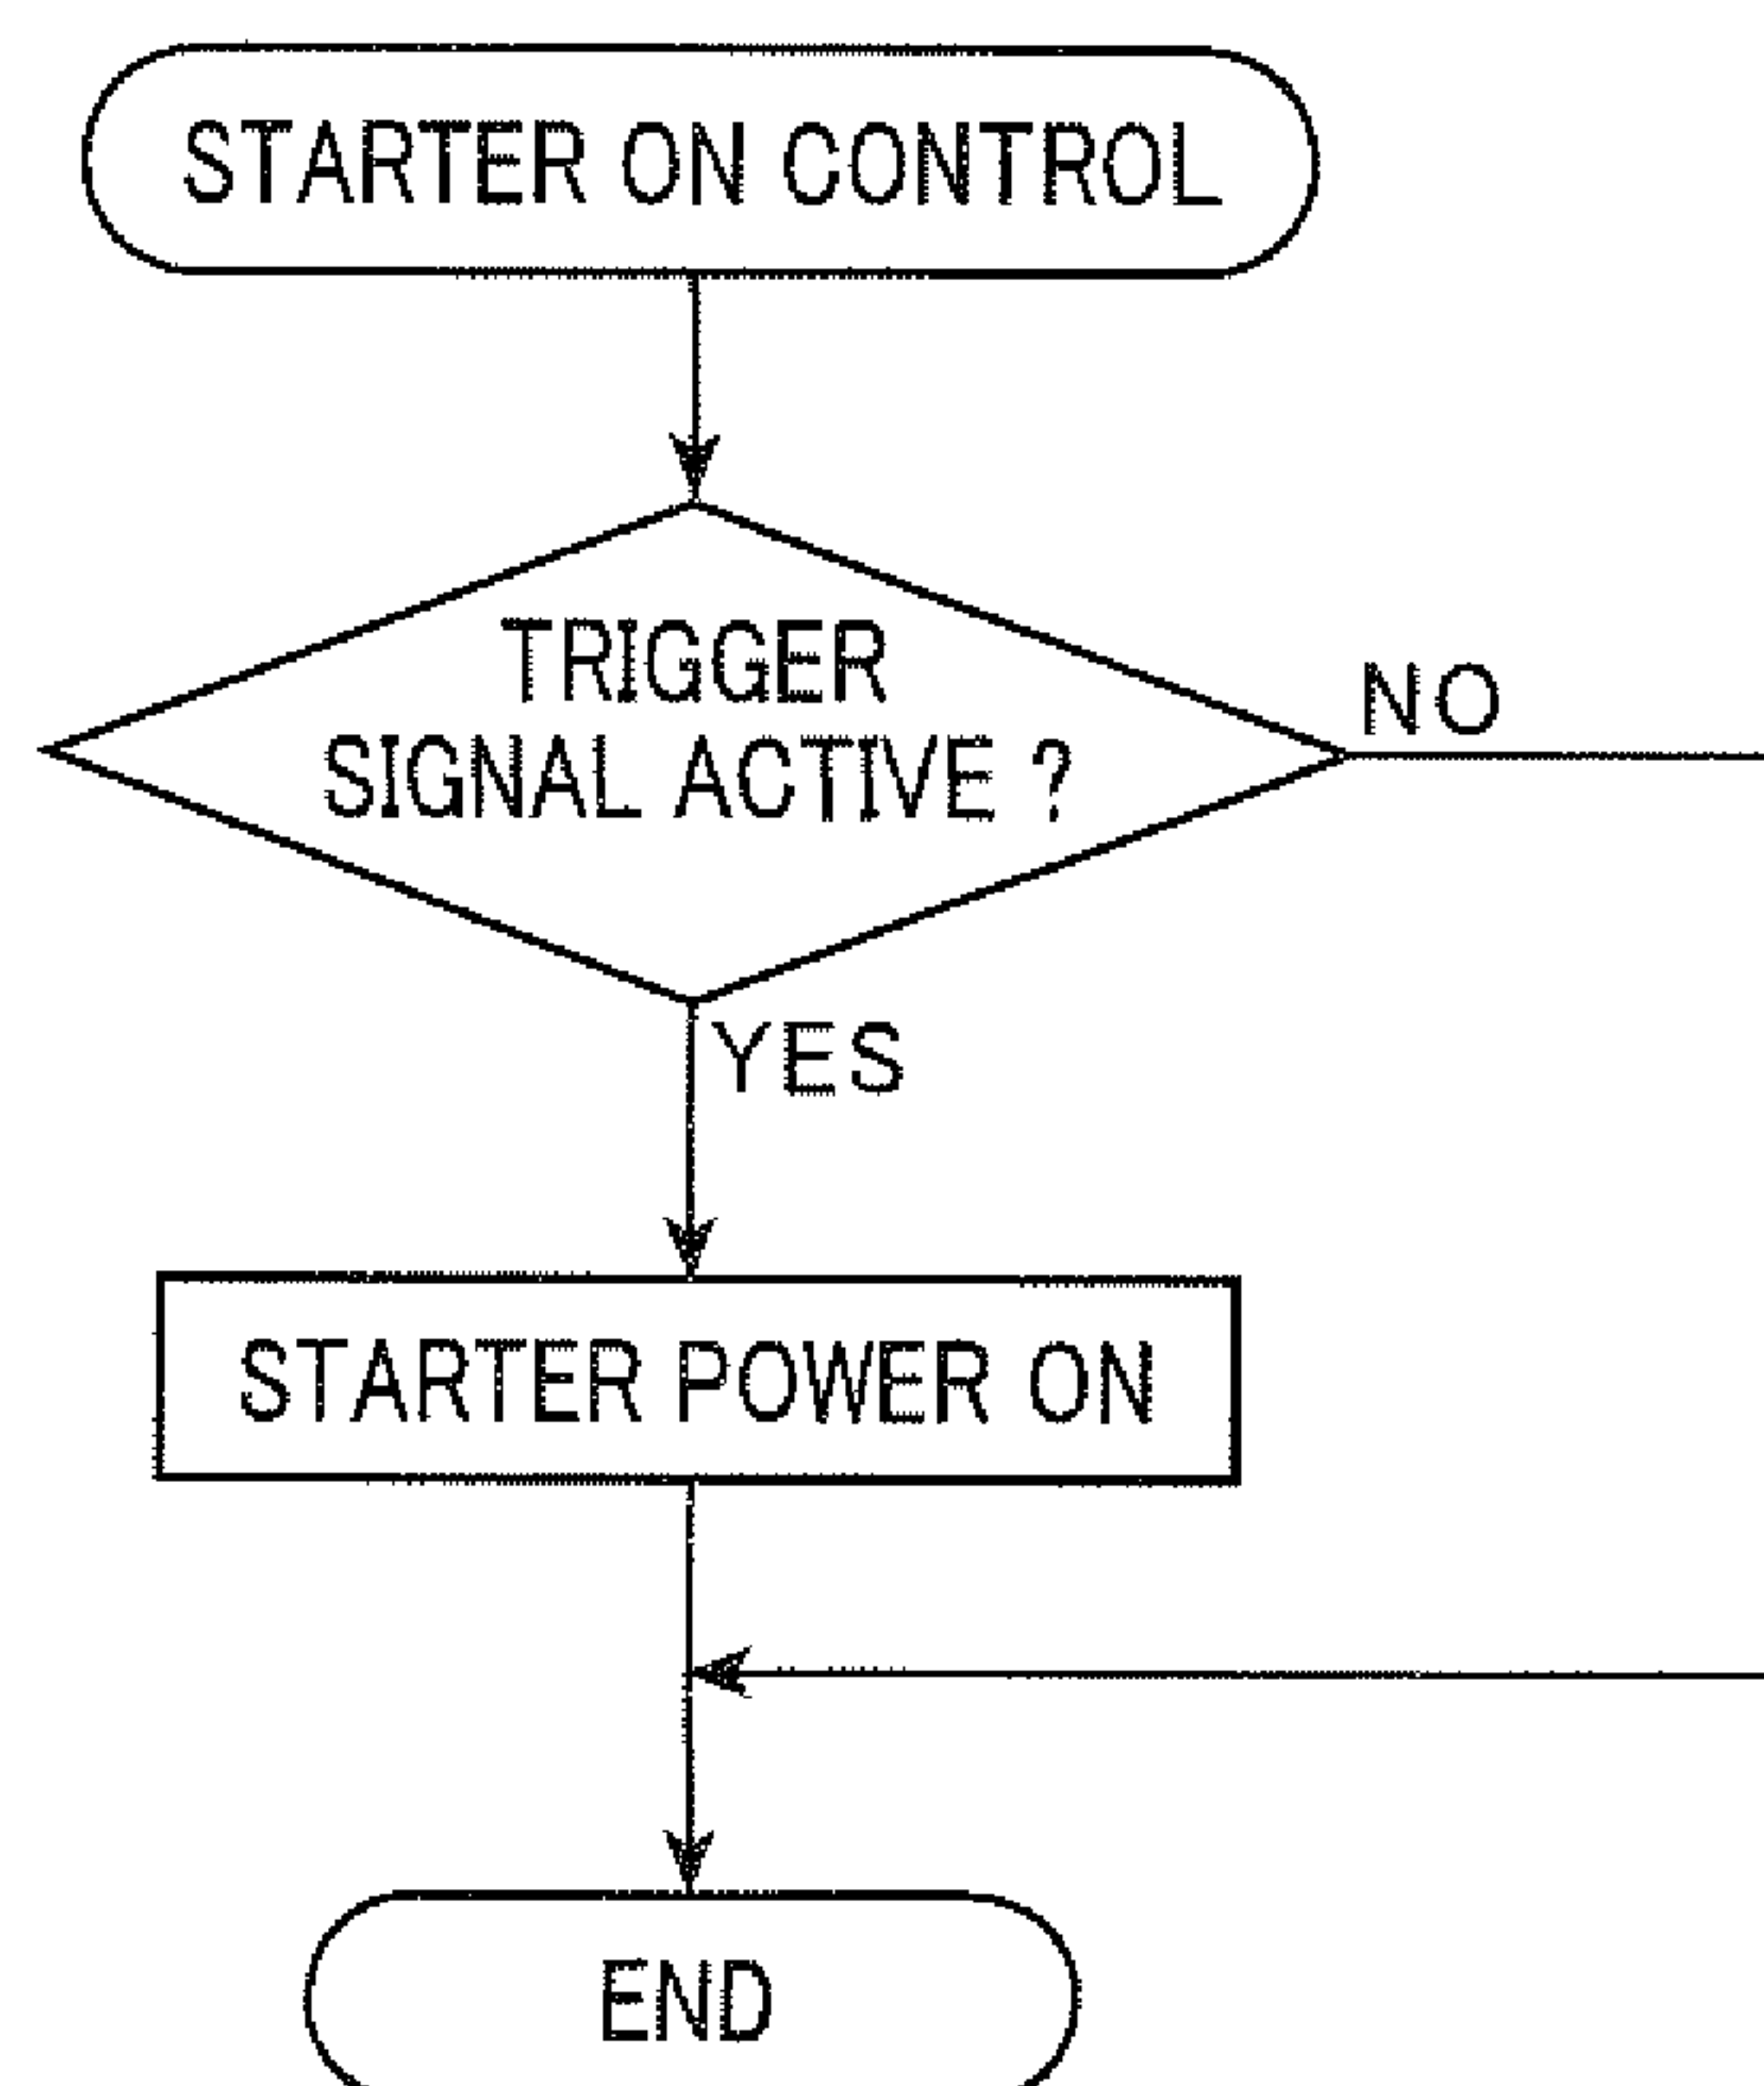 STARTER ON CONTROL
TRIGGER
SIGNAL ACTIVE ?
NO
YES
STARTER POWER ON
END